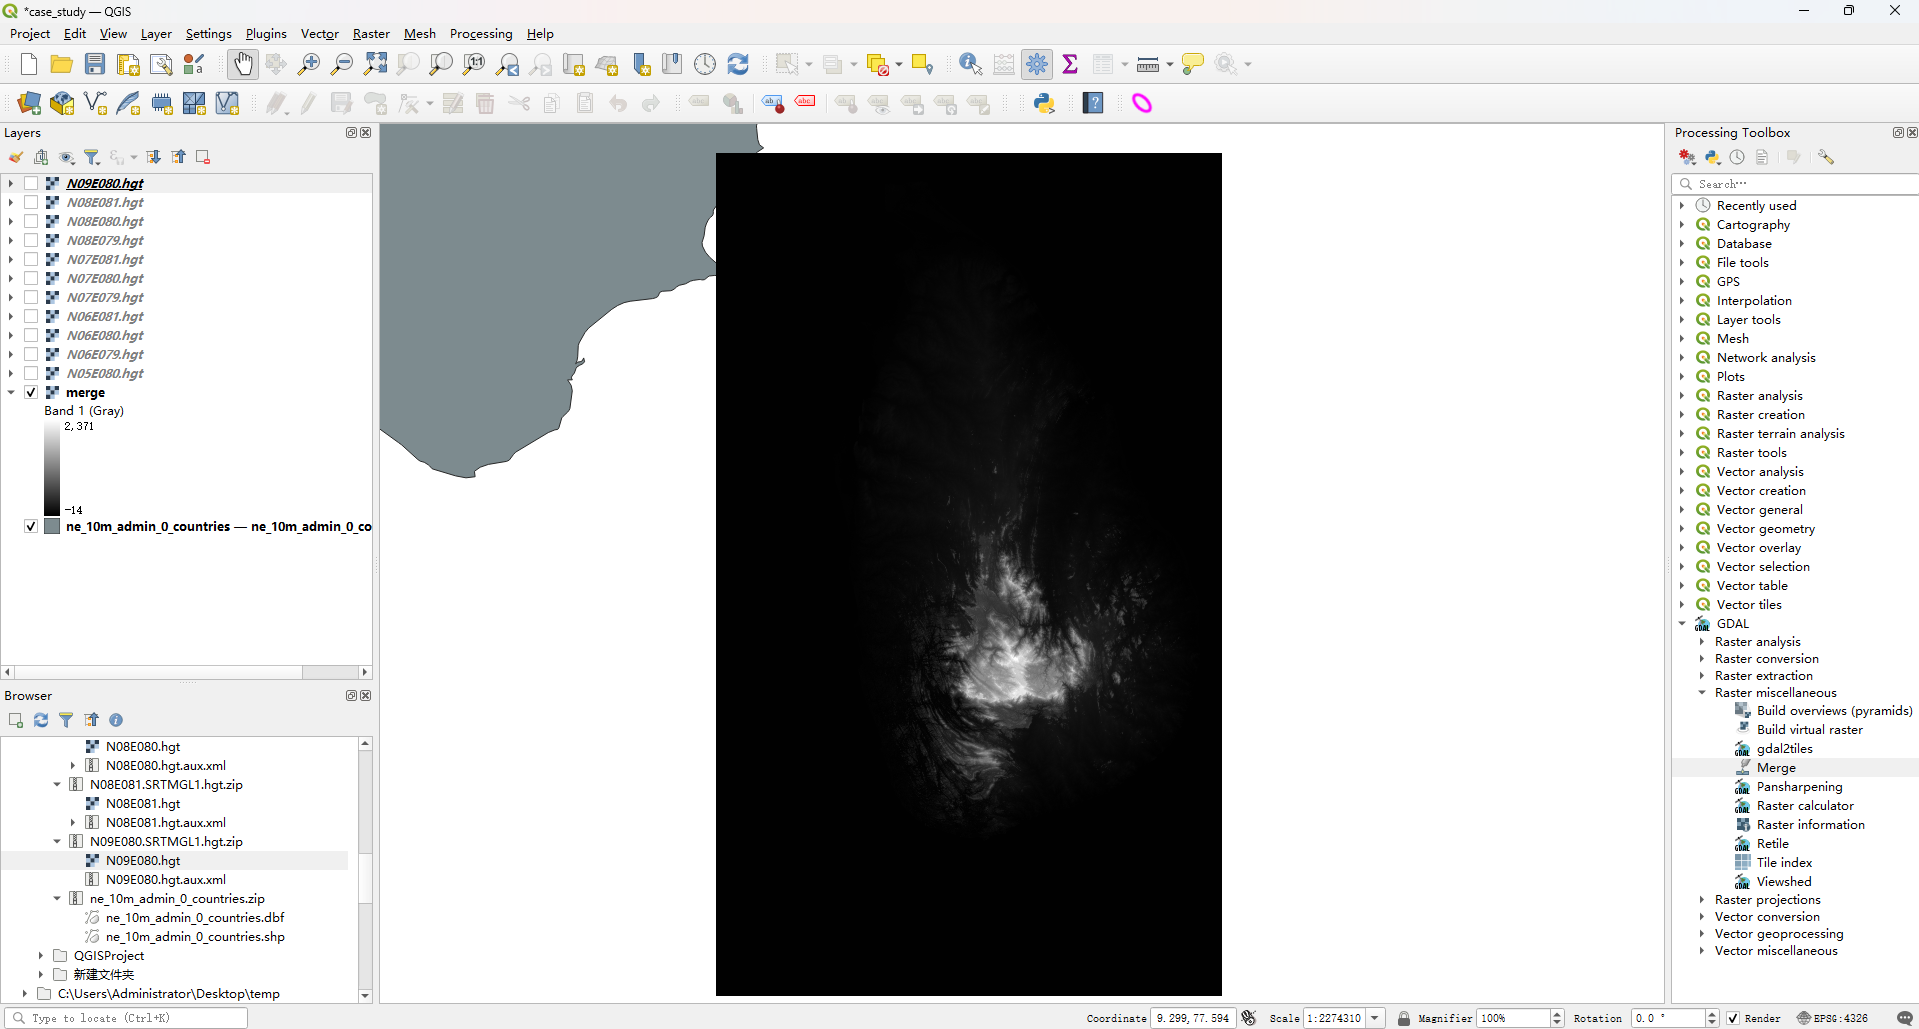 *case_study — QGIS
Project Edit View Layer Settings Plugins Vector Raster Mesh Processing Help
Layers
N09E080.hgt
N08E081.hgt
N08E080.hgt
N08E079.hgt
N07E081.hgt
N07E080.hgt
N07E079.hgt
N06E081.hgt
N06E080.hgt
N06E079.hgt
N05E080.hgt
merge
Band 1 (Gray)
2,371
-14
ne_10m_admin_0_countries — ne_10m_admin_0_co
Browser
N08E080.hgt
N08E080.hgt.aux.xml
N08E081.SRTMGL1.hgt.zip
N08E081.hgt
N08E081.hgt.aux.xml
N09E080.SRTMGL1.hgt.zip
N09E080.hgt
N09E080.hgt.aux.xml
ne_10m_admin_0_countries.zip
ne_10m_admin_0_countries.dbf
ne_10m_admin_0_countries.shp
QGISProject
新建文件夹
C:\Users\Administrator\Desktop\temp
Processing Toolbox
Search…
Recently used
Cartography
Database
File tools
GPS
Interpolation
Layer tools
Mesh
Network analysis
Plots
Raster analysis
Raster creation
Raster terrain analysis
Raster tools
Vector analysis
Vector creation
Vector general
Vector geometry
Vector overlay
Vector selection
Vector table
Vector tiles
GDAL
Raster analysis
Raster conversion
Raster extraction
Raster miscellaneous
Build overviews (pyramids)
Build virtual raster
gdal2tiles
Merge
Pansharpening
Raster calculator
Raster information
Retile
Tile index
Viewshed
Raster projections
Vector conversion
Vector geoprocessing
Vector miscellaneous
Type to locate (Ctrl+K)
Coordinate 9.299,77.594 Scale 1:2274310 Magnifier 100% Rotation 0.0 ° Render EPSG:4326